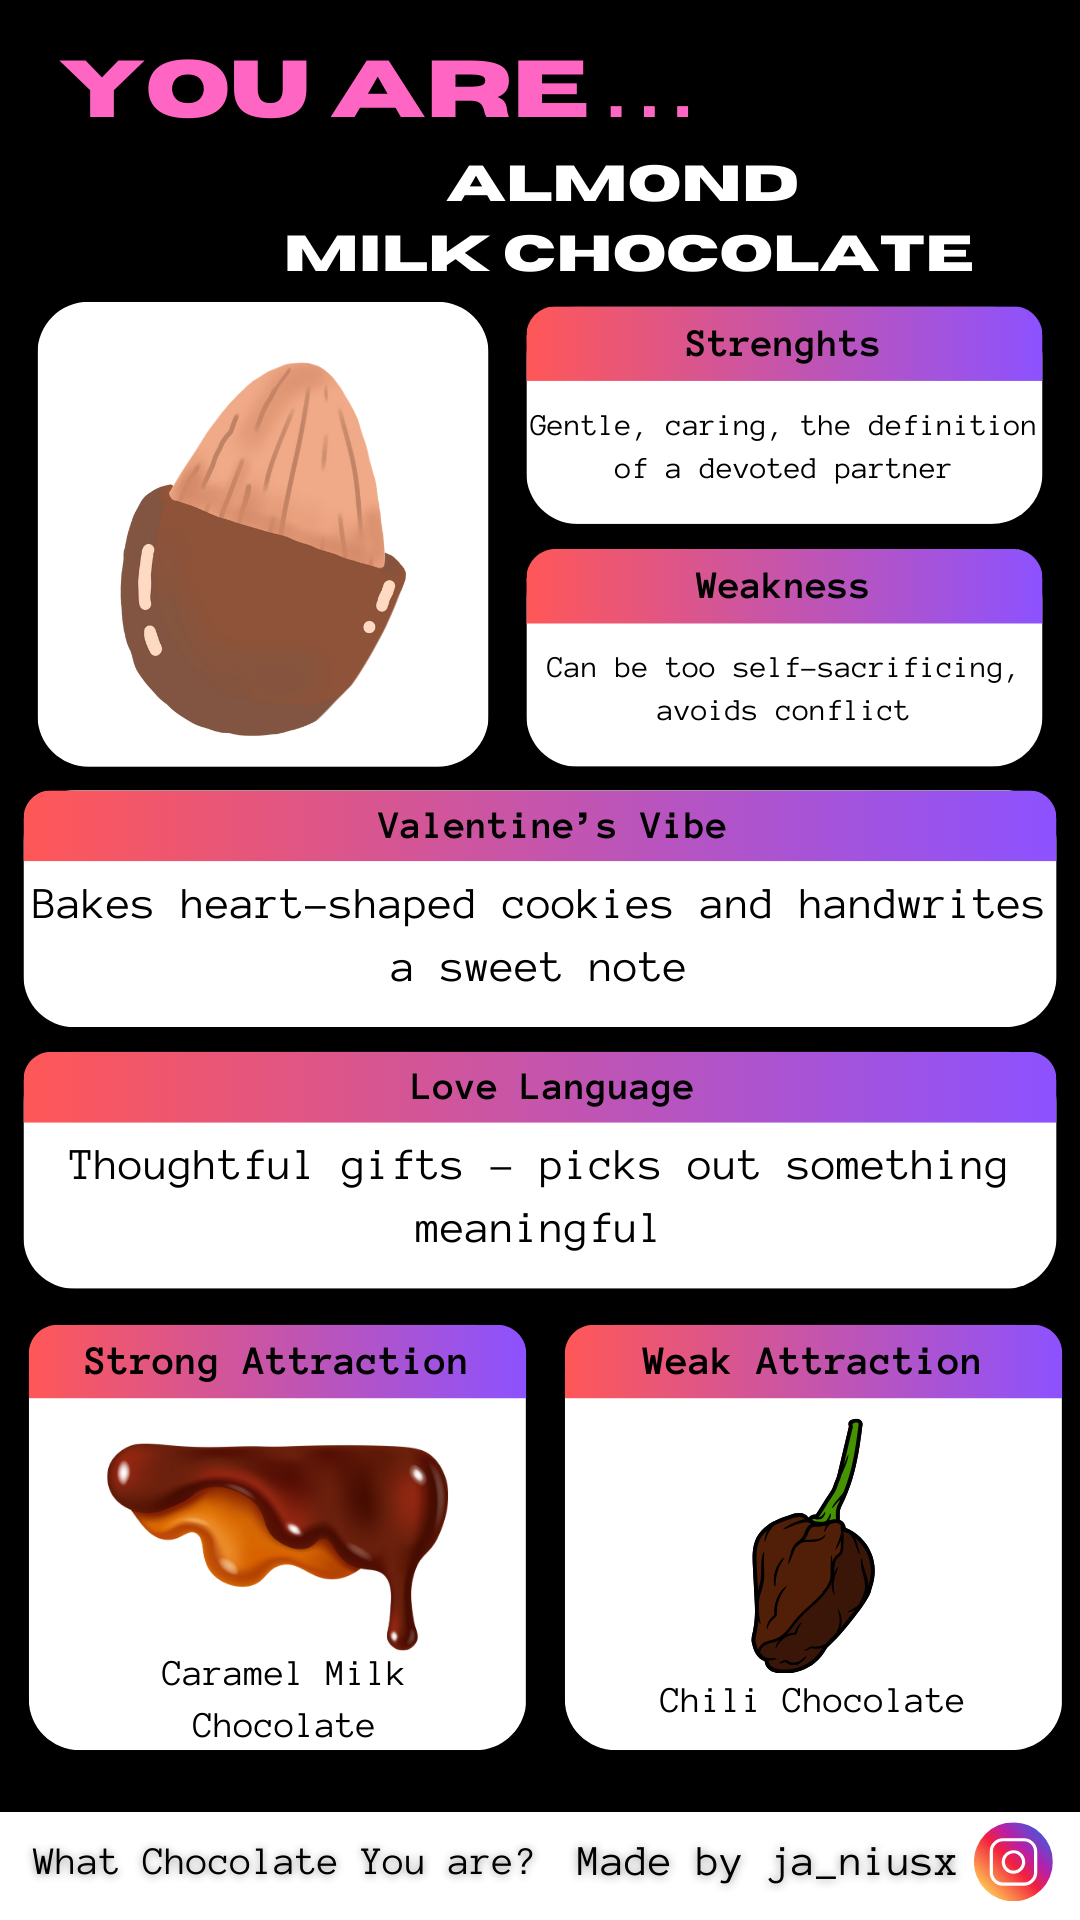 YOU ARE...
ALMOND
MILK CHOCOLATE
Strenghts
Gentle, caring, the definition
of a devoted partner
Weakness
Can be too self-sacrificing,
avoids conflict
Valentine’s Vibe
Bakes heart-shaped cookies and handwrites
a sweet note
Love Language
Thoughtful gifts – picks out something
meaningful
Strong Attraction
Caramel Milk
Chocolate
Weak Attraction
Chili Chocolate
What Chocolate You are?
Made by ja_niusx